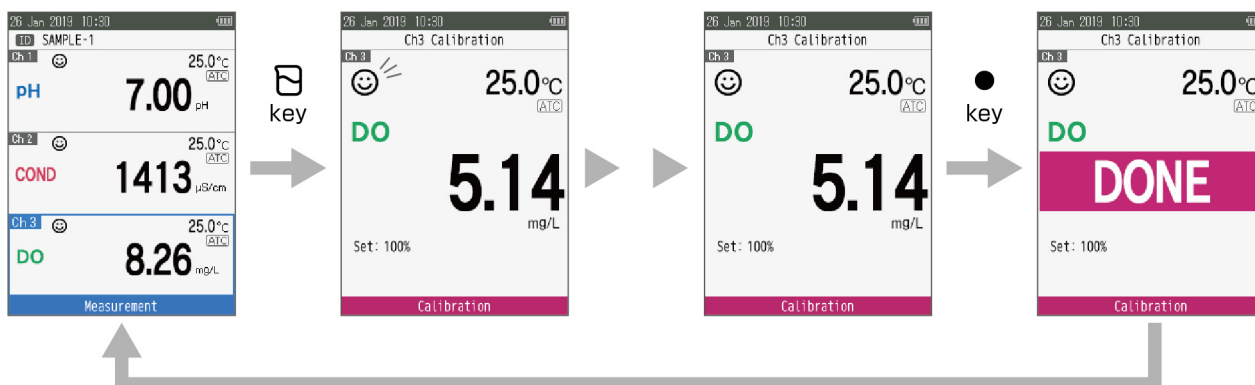 26 Jan 2019 10:30
ID SAMPLE-1
Ch 1 25.0°C
ATC
pH 7.00 pH
Ch 2 25.0°C
ATC
COND 1413 µS/cm
Ch 3 25.0°C
ATC
DO 8.26 mg/L
Measurement
key
26 Jan 2019 10:30
Ch3 Calibration
Ch 3
25.0°C
ATC
DO
5.14
mg/L
Set: 100%
Calibration
26 Jan 2019 10:30
Ch3 Calibration
Ch 3
25.0°C
ATC
DO
5.14
mg/L
Set: 100%
Calibration
key
26 Jan 2019 10:30
Ch3 Calibration
Ch 3
25.0°C
ATC
DO
DONE
Set: 100%
Calibration